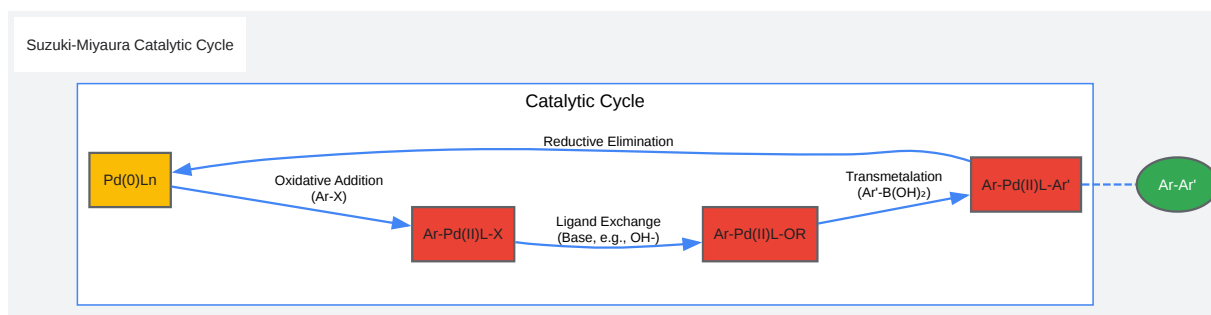 Suzuki-Miyaura Catalytic Cycle
Catalytic Cycle
Reductive Elimination
Pd(0)Ln
Oxidative Addition
(Ar-X)
Ar-Pd(II)L-X
Ligand Exchange
(Base, e.g., OH-)
Ar-Pd(II)L-OR
Transmetalation
(Ar'-B(OH)₂)
Ar-Pd(II)L-Ar'
Ar-Ar'